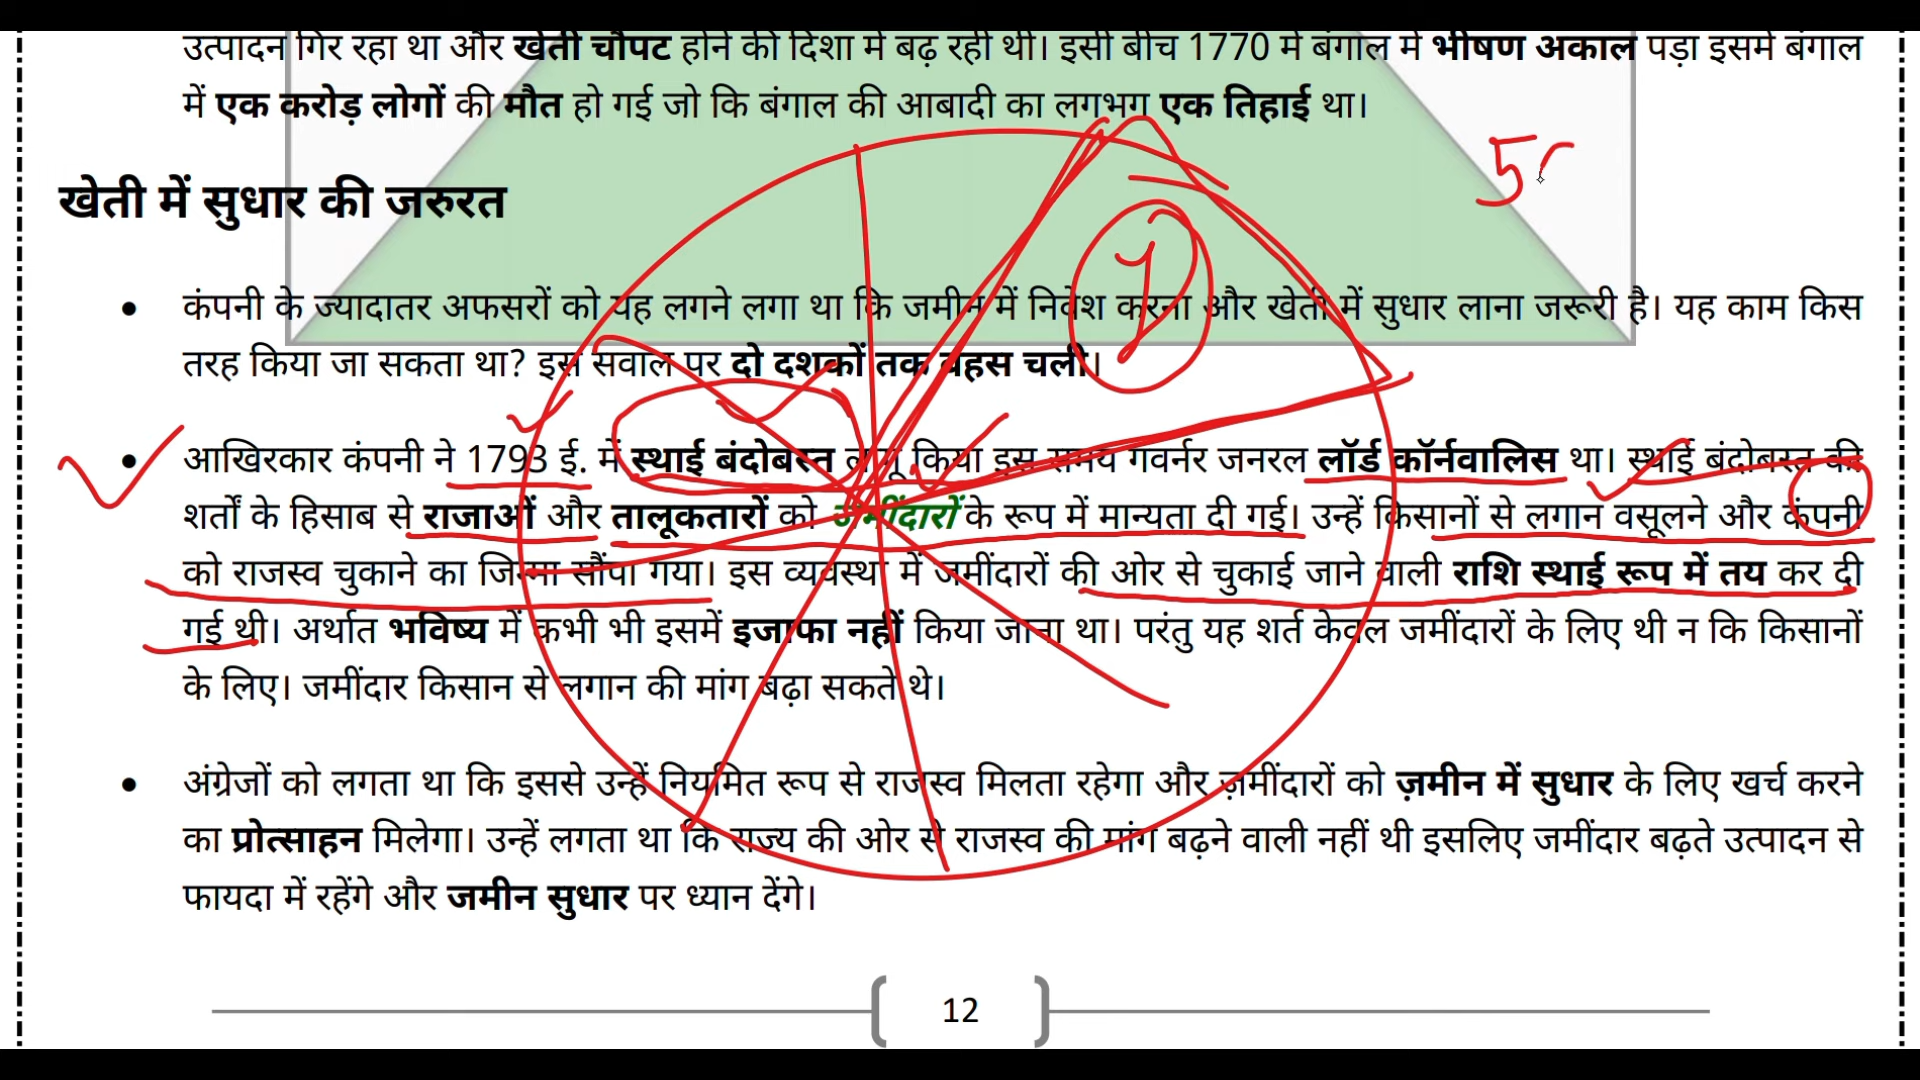 उत्पादन गिर रहा था और खेती चौपट होने की दिशा में बढ़ रही थी। इसी बीच 1770 में बंगाल में भीषण अकाल पड़ा इसमें बंगाल
में एक करोड़ लोगों की मौत हो गई जो कि बंगाल की आबादी का लगभग एक तिहाई था।
5
खेती में सुधार की जरुरत
1
• कंपनी के ज्यादातर अफसरों को यह लगने लगा था कि जमीन में निवेश करना और खेती में सुधार लाना जरूरी है। यह काम किस
तरह किया जा सकता था? इस सवाल पर दो दशकों तक बहस चली।
• आखिरकार कंपनी ने 1793 ई. में स्थाई बंदोबस्त लागू किया इस समय गवर्नर जनरल लॉर्ड कॉर्नवालिस था। स्थाई बंदोबस्त की
शर्तों के हिसाब से राजाओं और तालूकतारों को जमींदारों के रूप में मान्यता दी गई। उन्हें किसानों से लगान वसूलने और कंपनी
को राजस्व चुकाने का जिम्मा सौंपा गया। इस व्यवस्था में जमींदारों की ओर से चुकाई जाने वाली राशि स्थाई रूप में तय कर दी
गई थी। अर्थात भविष्य में कभी भी इसमें इजाफा नहीं किया जाना था। परंतु यह शर्त केवल जमींदारों के लिए थी न कि किसानों
के लिए। जमींदार किसान से लगान की मांग बढ़ा सकते थे।
• अंग्रेजों को लगता था कि इससे उन्हें नियमित रूप से राजस्व मिलता रहेगा और ज़मींदारों को ज़मीन में सुधार के लिए खर्च करने
का प्रोत्साहन मिलेगा। उन्हें लगता था कि राज्य की ओर से राजस्व की मांग बढ़ने वाली नहीं थी इसलिए जमींदार बढ़ते उत्पादन से
फायदा में रहेंगे और जमीन सुधार पर ध्यान देंगे।
12